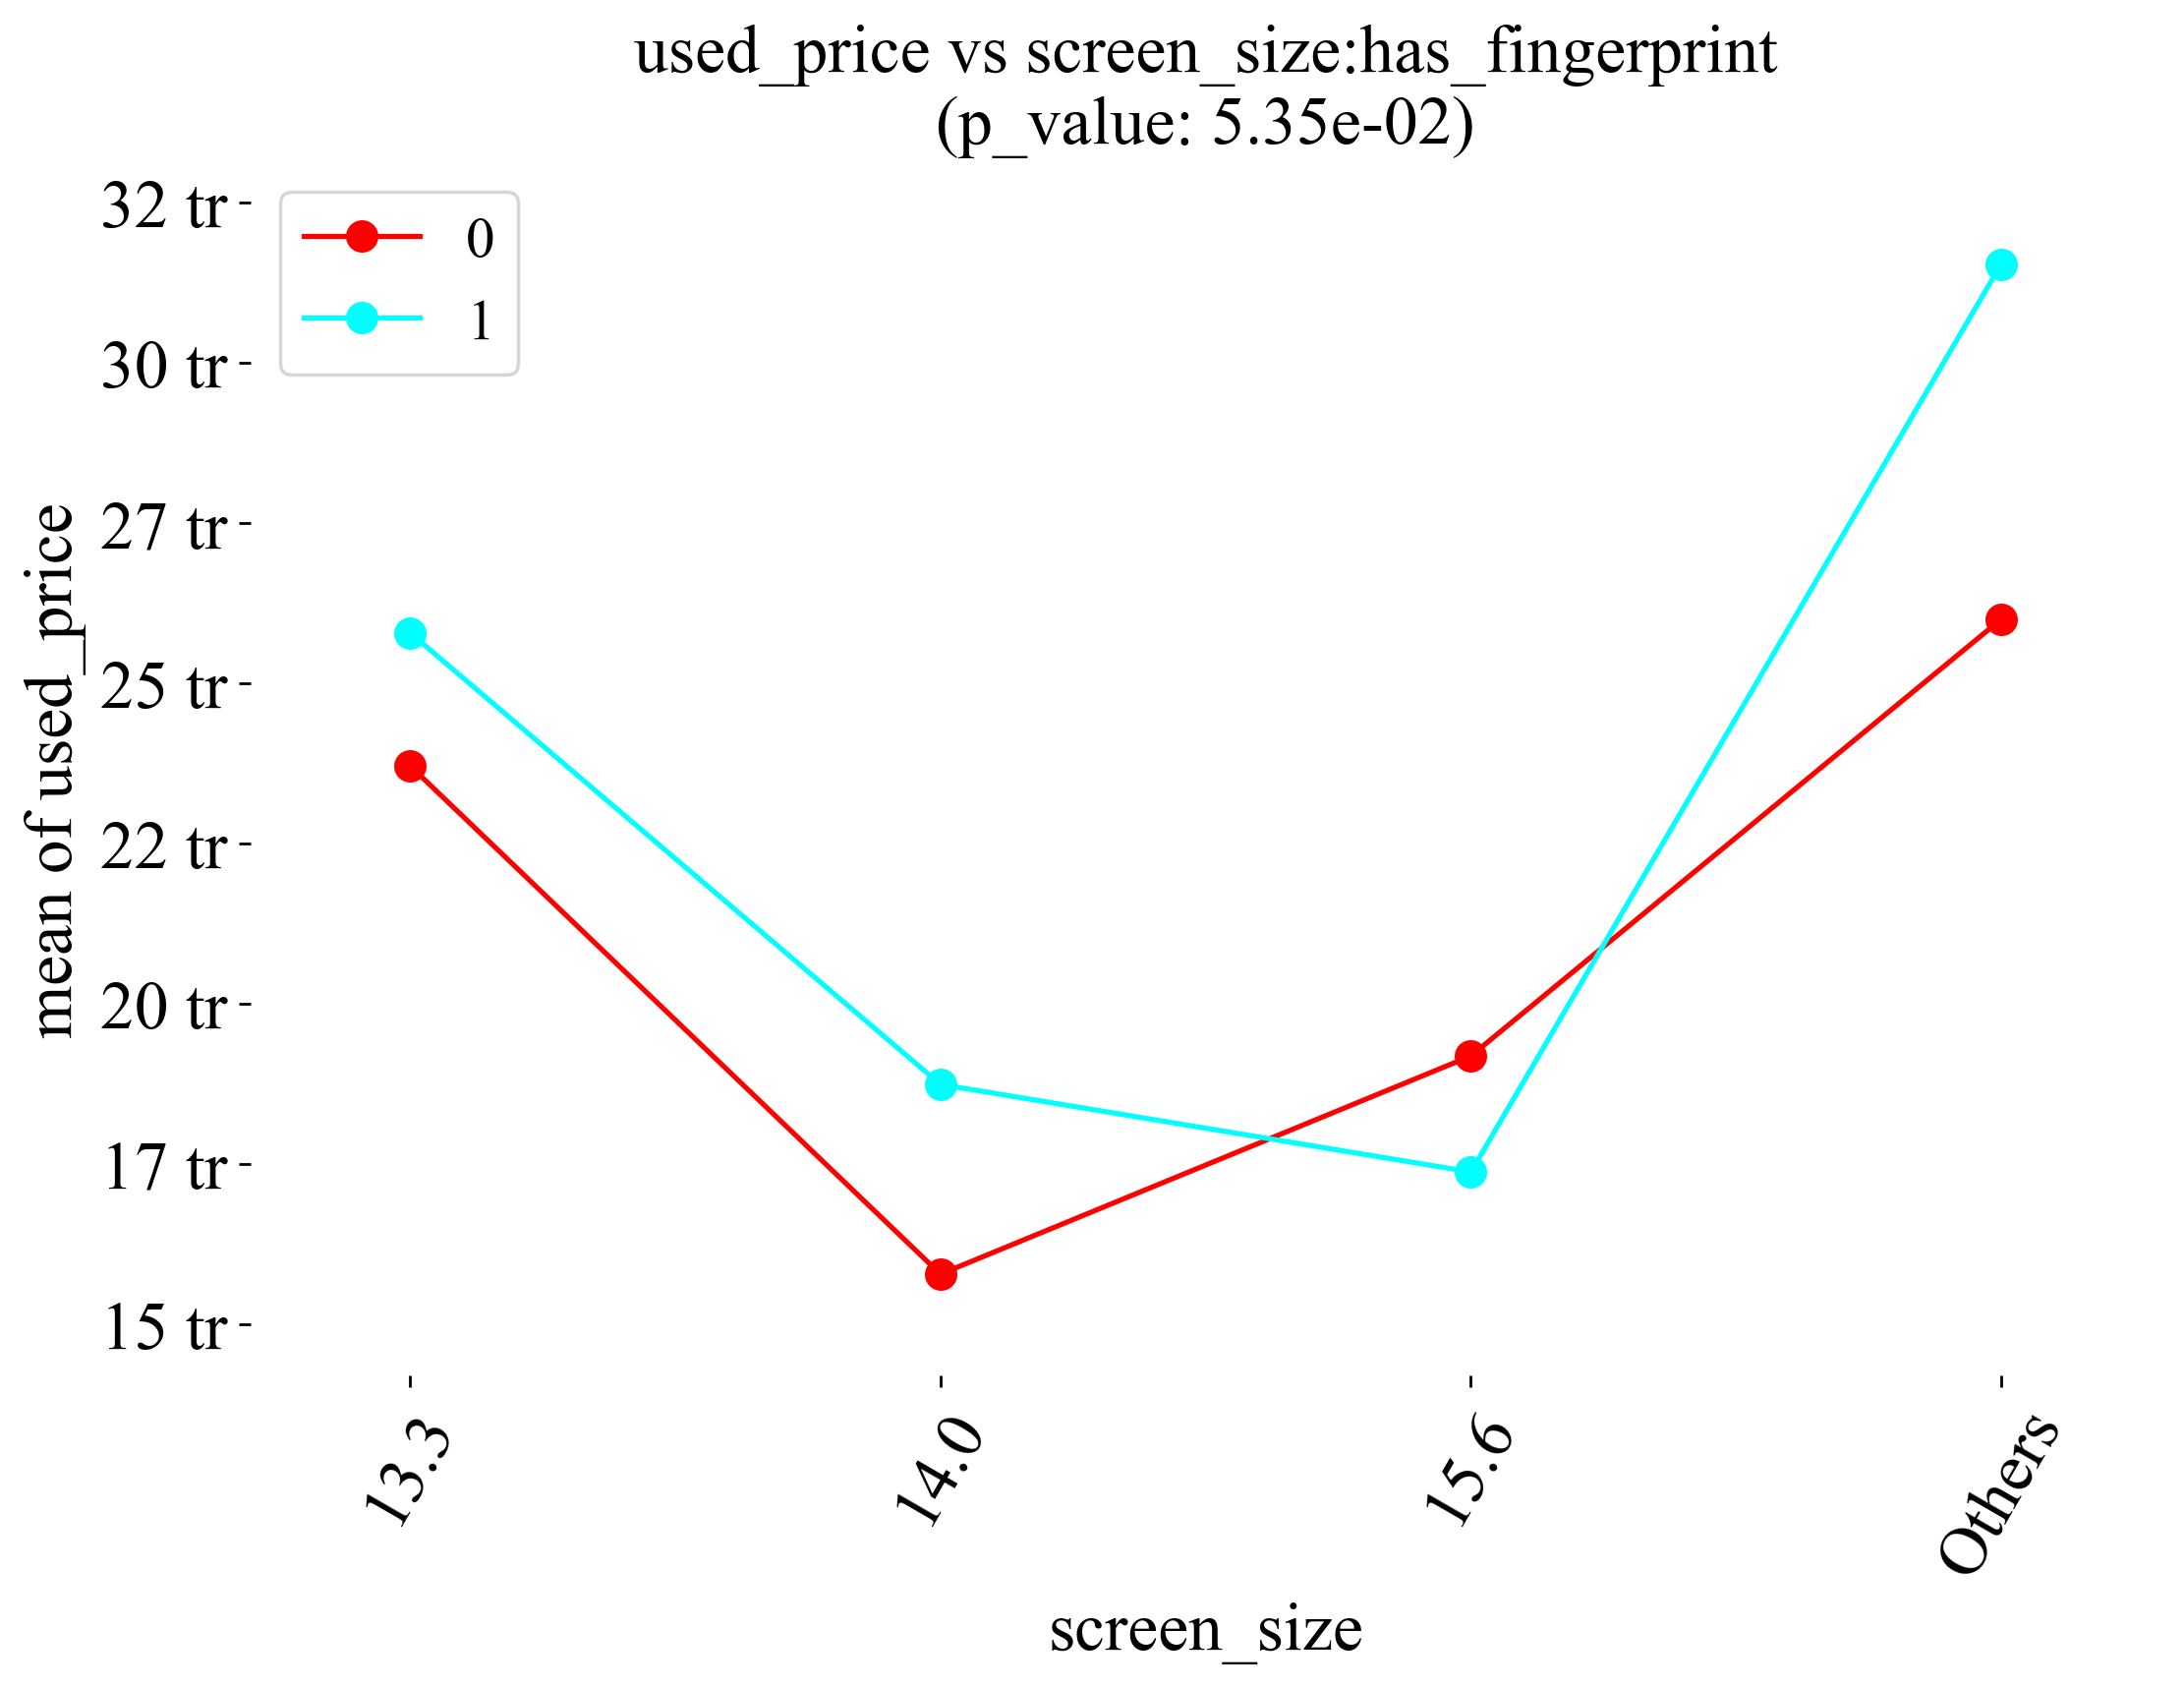 used_price vs screen_size:has_fingerprint
(p_value: 5.35e-02)
0
1
mean of used_price
32 tr
30 tr
27 tr
25 tr
22 tr
20 tr
17 tr
15 tr
13.3
14.0
15.6
Others
screen_size